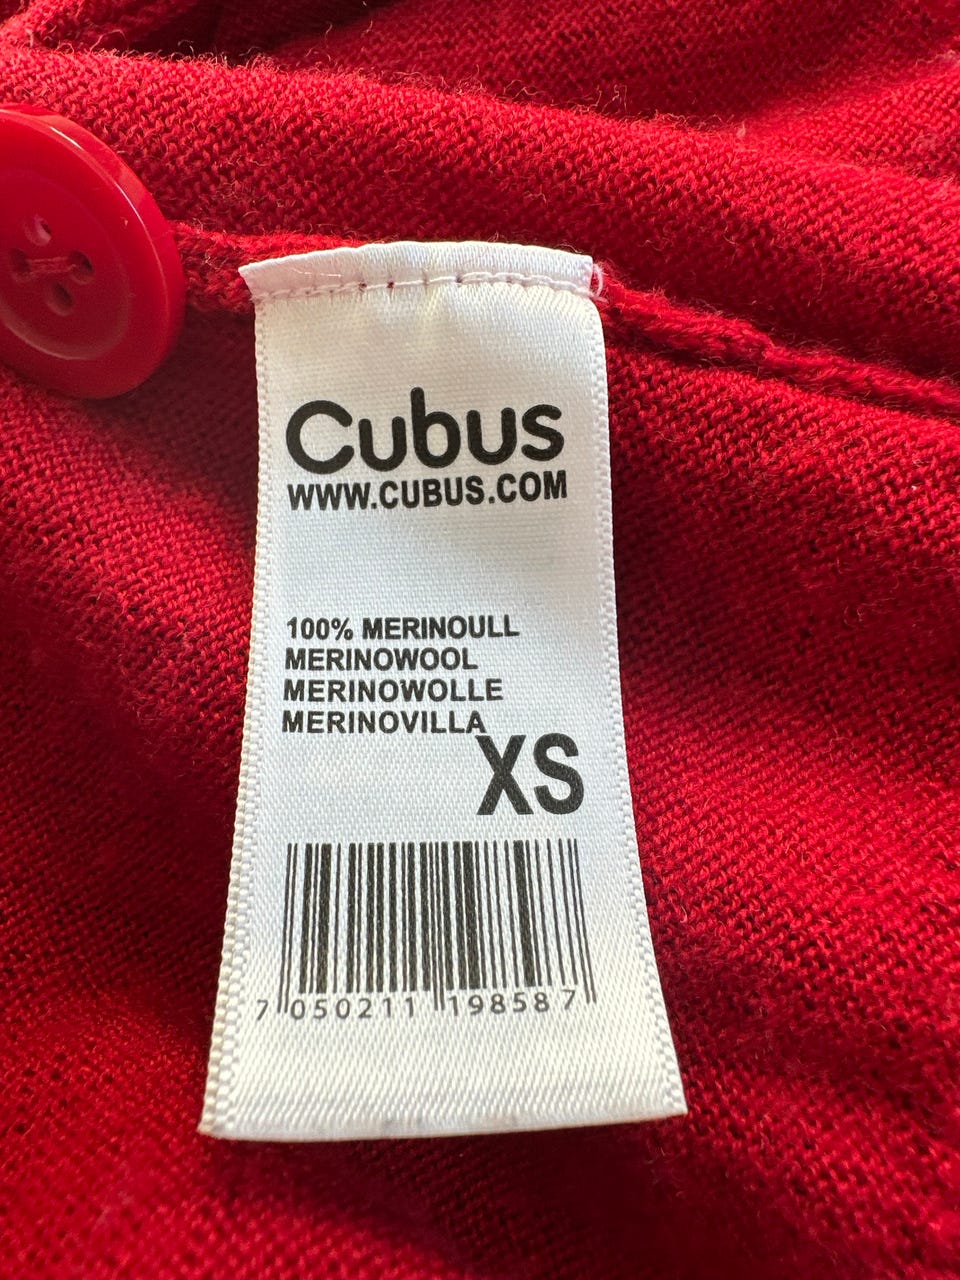 Cubus
WWW.CUBUS.COM
100% MERINOULL
MERINOWOOL
MERINOWOLLE
MERINOVILLA
XS
7 050211 198587